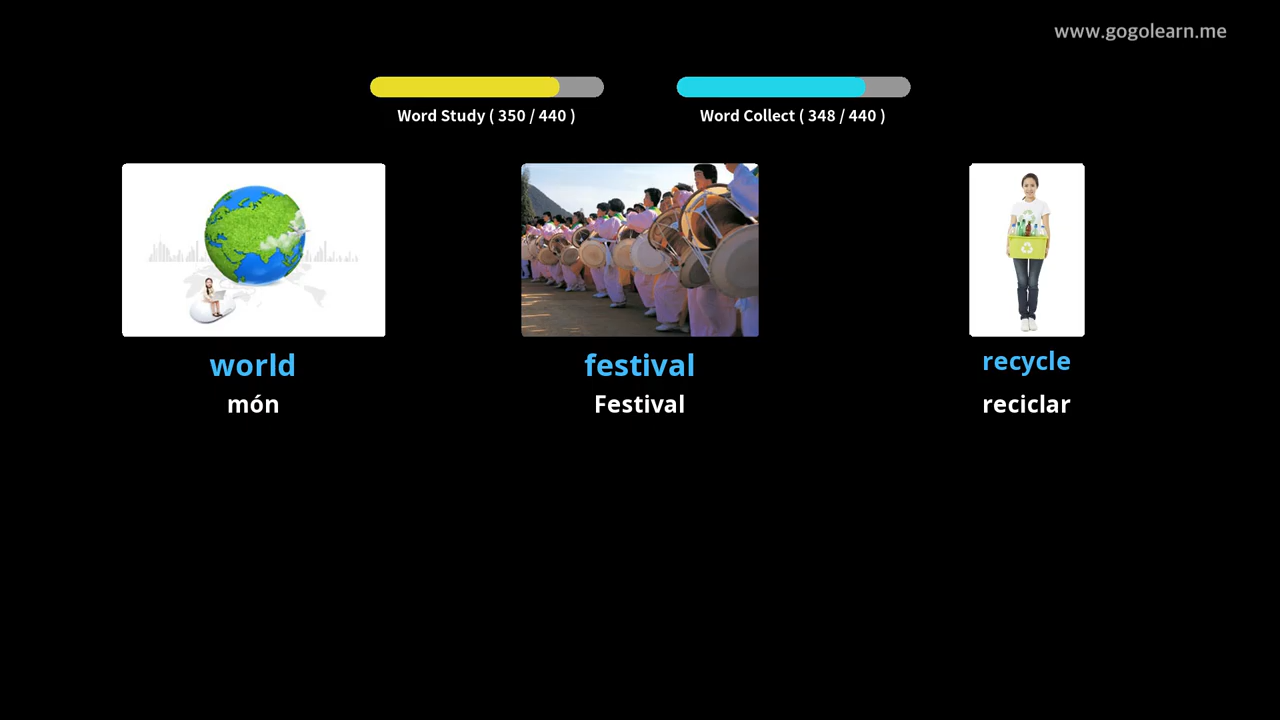 www.gogolearn.me
Word Study ( 350 / 440 )
Word Collect ( 348 / 440 )
world
món
festival
Festival
recycle
reciclar